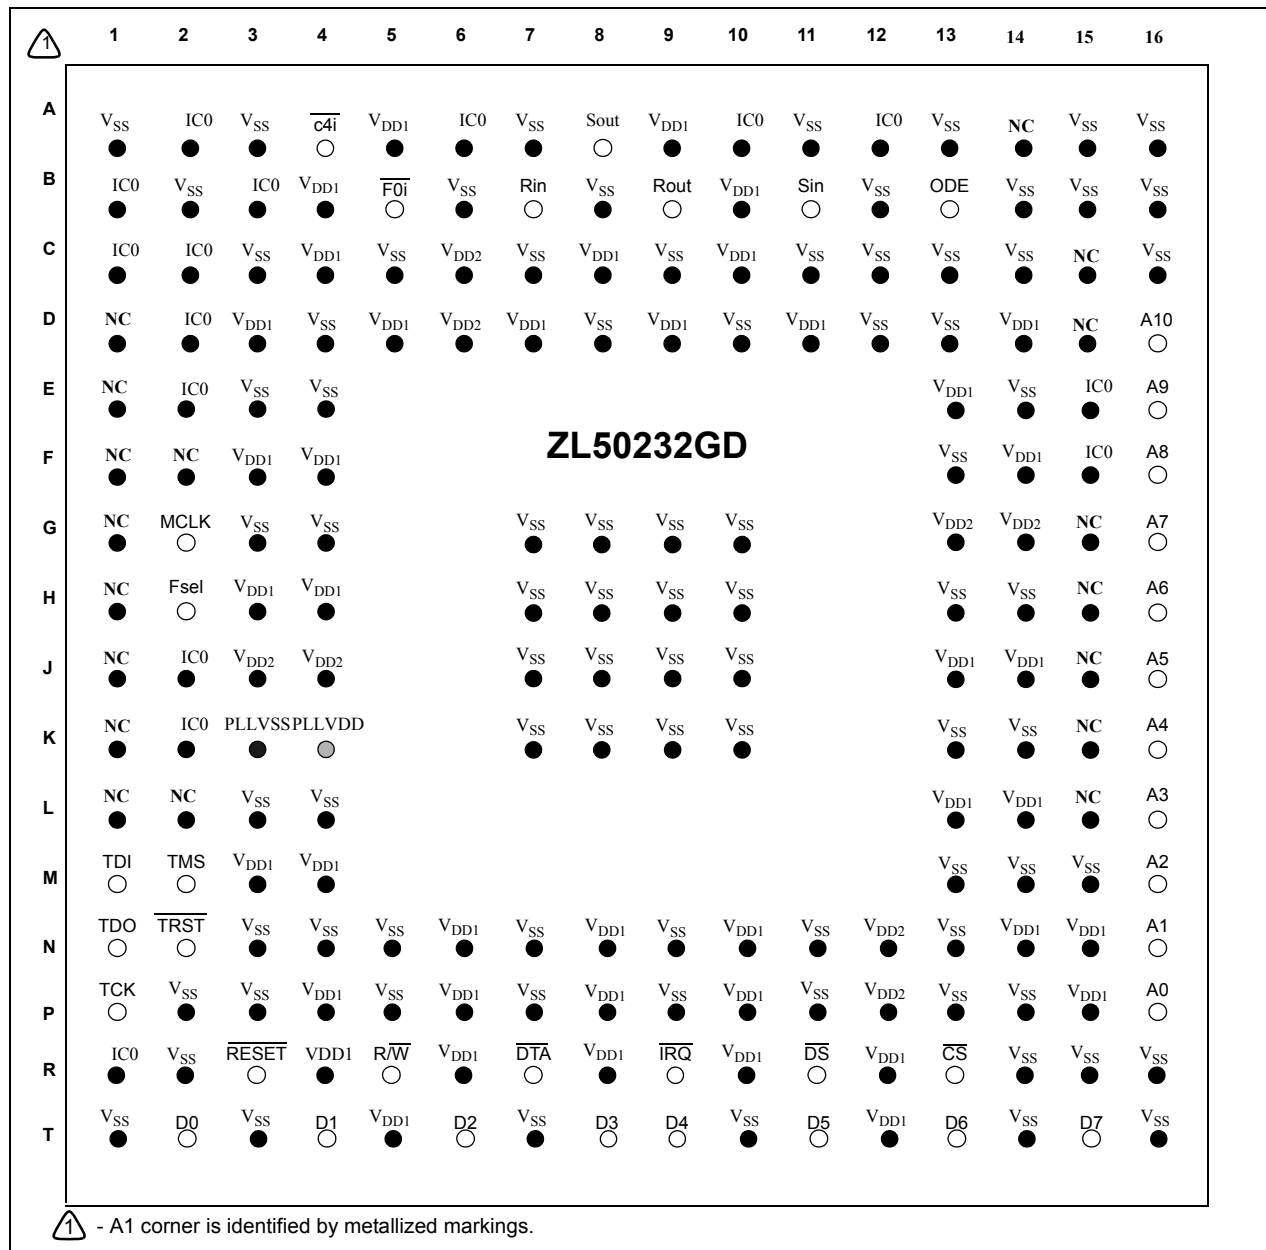 1 1 2 3 4 5 6 7 8 9 10 11 12 13 14 15 16
A VSS IC0 VSS c4i VDD1 IC0 VSS Sout VDD1 IC0 VSS IC0 VSS NC VSS VSS
B IC0 VSS IC0 VDD1 F0i VSS Rin VSS Rout VDD1 Sin VSS ODE VSS VSS VSS
C IC0 IC0 VSS VDD1 VSS VDD2 VSS VDD1 VSS VDD1 VSS VSS VSS VSS NC VSS
D NC IC0 VDD1 VSS VDD1 VDD2 VDD1 VSS VDD1 VSS VDD1 VSS VSS VDD1 NC A10
E NC IC0 VSS VSS VDD1 VSS IC0 A9
ZL50232GD
F NC NC VDD1 VDD1 VSS VDD1 IC0 A8
G NC MCLK VSS VSS VSS VSS VSS VSS VDD2 VDD2 NC A7
H NC Fsel VDD1 VDD1 VSS VSS VSS VSS VSS VSS NC A6
J NC IC0 VDD2 VDD2 VSS VSS VSS VSS VDD1 VDD1 NC A5
K NC IC0 PLLVSS PLLVDD VSS VSS VSS VSS VSS VSS NC A4
L NC NC VSS VSS VDD1 VDD1 NC A3
M TDI TMS VDD1 VDD1 VSS VSS VSS A2
N TDO TRST VSS VSS VSS VDD1 VSS VDD1 VSS VDD1 VSS VDD2 VSS VDD1 VDD1 A1
P TCK VSS VSS VDD1 VSS VDD1 VSS VDD1 VSS VDD1 VSS VDD2 VSS VSS VDD1 A0
R IC0 VSS RESET VDD1 R/W VDD1 DTA VDD1 IRQ VDD1 DS VDD1 CS VSS VSS VSS
T VSS D0 VSS D1 VDD1 D2 VSS D3 D4 VSS D5 VDD1 D6 VSS D7 VSS
1 - A1 corner is identified by metallized markings.